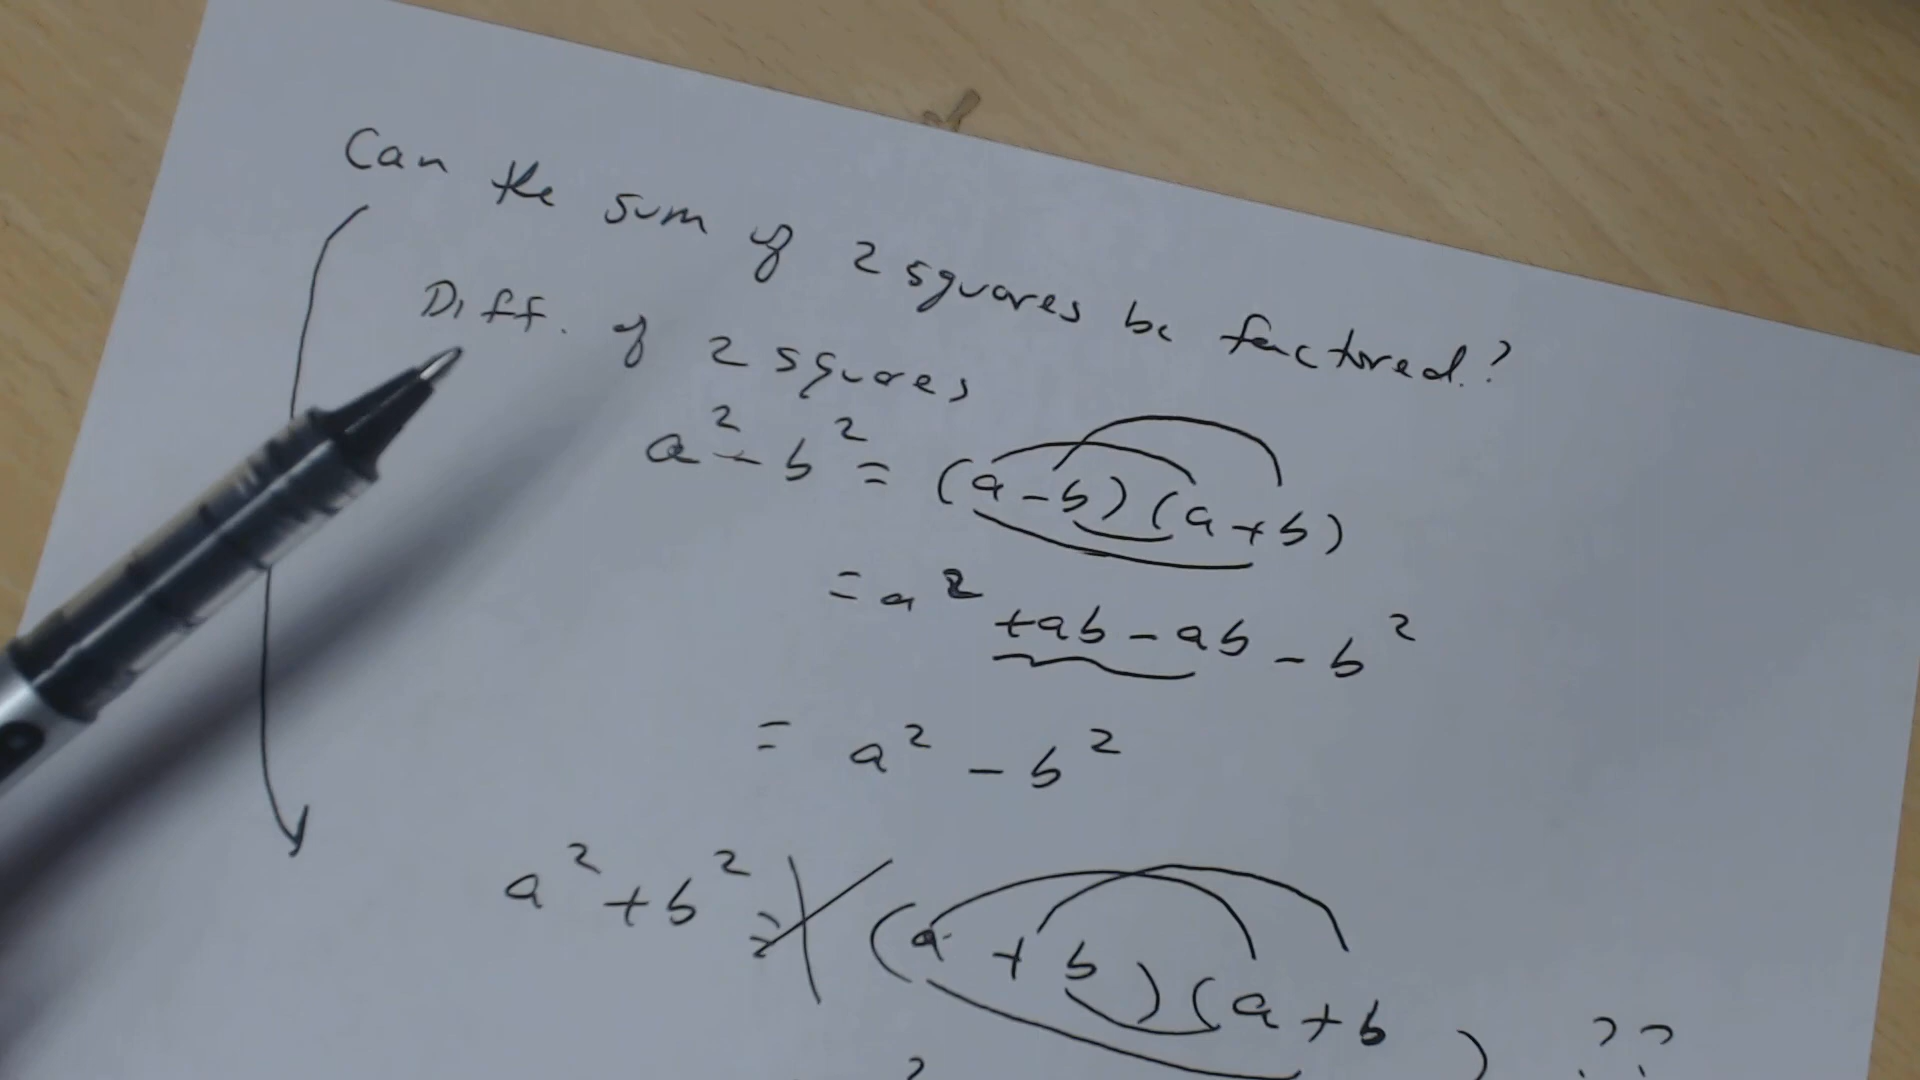 Can the sum of 2 squares be factored?
Diff. of 2 squares
a² - b² = (a - b)(a + b)
= a² + ab - ab - b²
= a² - b²
a² + b² = (a + b)(a + b) ??
2